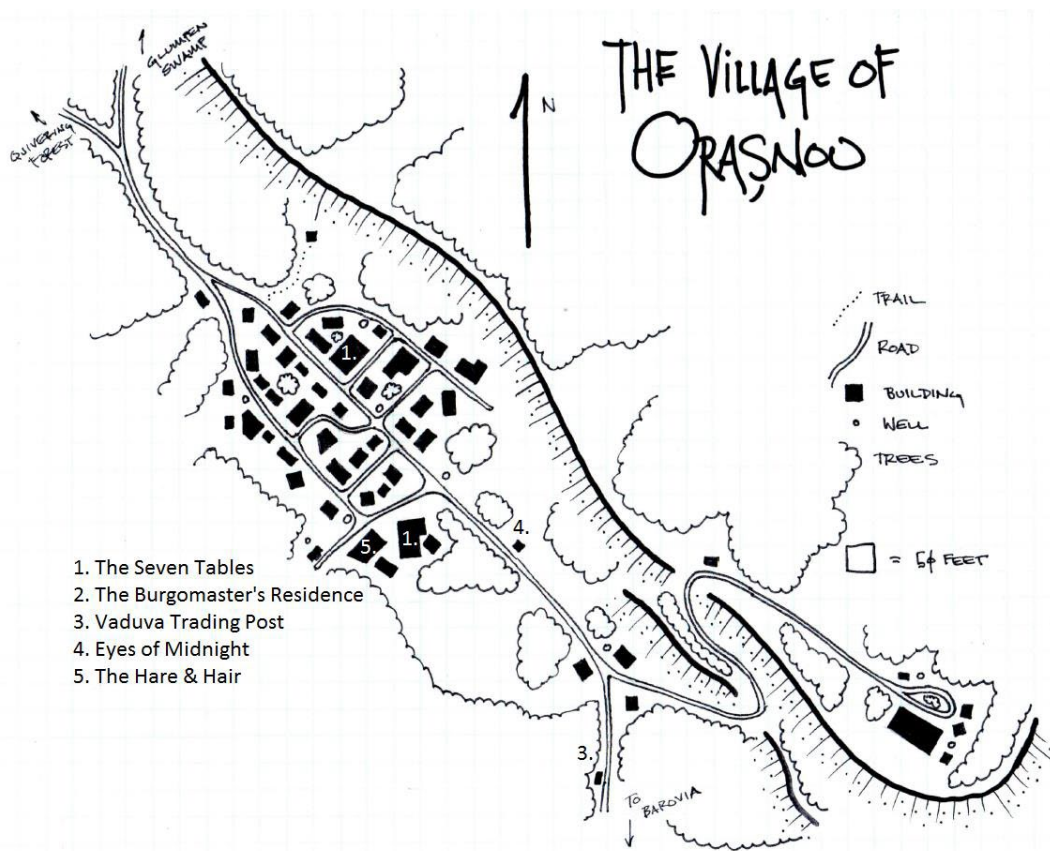 GLUMPEN
SWAMP
QUIVERING
FOREST
THE VILLAGE OF
ORAȘNOU
N
TRAIL
ROAD
BUILDING
WELL
TREES
= 50 FEET
1.
1.
5.
4.
3.
1. The Seven Tables
2. The Burgomaster's Residence
3. Vaduva Trading Post
4. Eyes of Midnight
5. The Hare & Hair
TO
BAROVIA